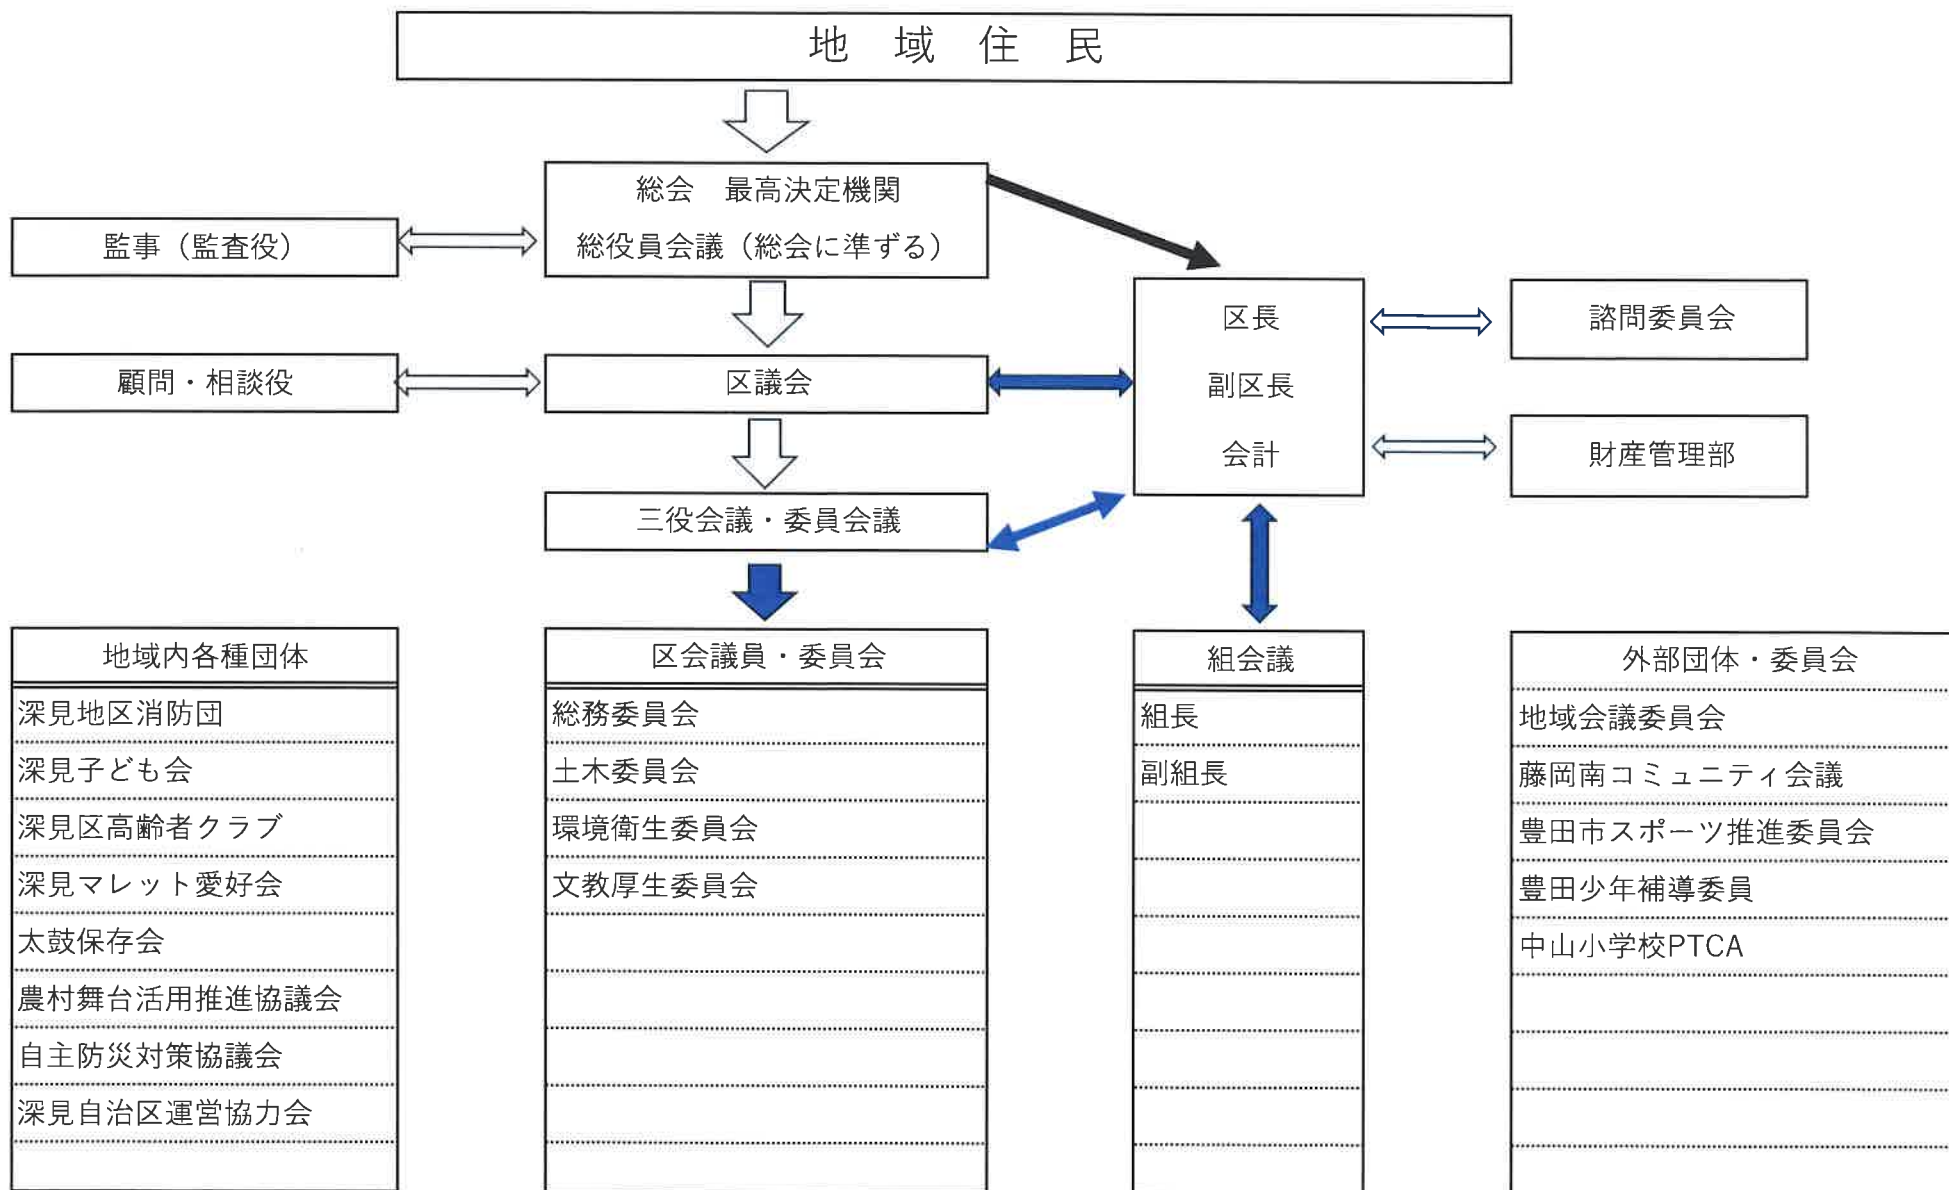 地域住民
総会　最高決定機関
総役員会議（総会に準ずる）
監事（監査役）
区長
副区長
会計
諮問委員会
顧問・相談役
区議会
財産管理部
三役会議・委員会議
地域内各種団体
深見地区消防団
深見子ども会
深見区高齢者クラブ
深見マレット愛好会
太鼓保存会
農村舞台活用推進協議会
自主防災対策協議会
深見自治区運営協力会
区会議員・委員会
総務委員会
土木委員会
環境衛生委員会
文教厚生委員会
組会議
組長
副組長
外部団体・委員会
地域会議委員会
藤岡南コミュニティ会議
豊田市スポーツ推進委員会
豊田少年補導委員
中山小学校PTCA